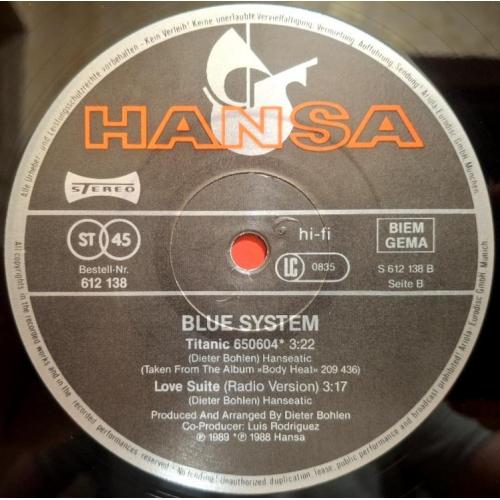 Alle Urheber- und Leistungsschutzrechte vorbehalten - Kein Verleih! Keine unerlaubte Vervielfältigung, Vermietung, Aufführung, Sendung! Ariola-Eurodisc GmbH, München
HANSA
STEREO
hi-fi
ST 45
BIEM
GEMA
LC 0835
Bestell-Nr.
612 138
S 612 138 B
Seite B
BLUE SYSTEM
Titanic 650604* 3:22
(Dieter Bohlen) Hanseatic
(Taken From The Album »Body Heat« 209 436)
Love Suite (Radio Version) 3:17
(Dieter Bohlen) Hanseatic
Produced And Arranged By Dieter Bohlen
Co-Producer: Luis Rodriguez
℗ 1989 *℗ 1988 Hansa
All copyrights in the recorded works and in the recorded performances reserved * No lending! Unauthorized duplication, lease, public performance and broadcast prohibited! Ariola-Eurodisc GmbH, Munich